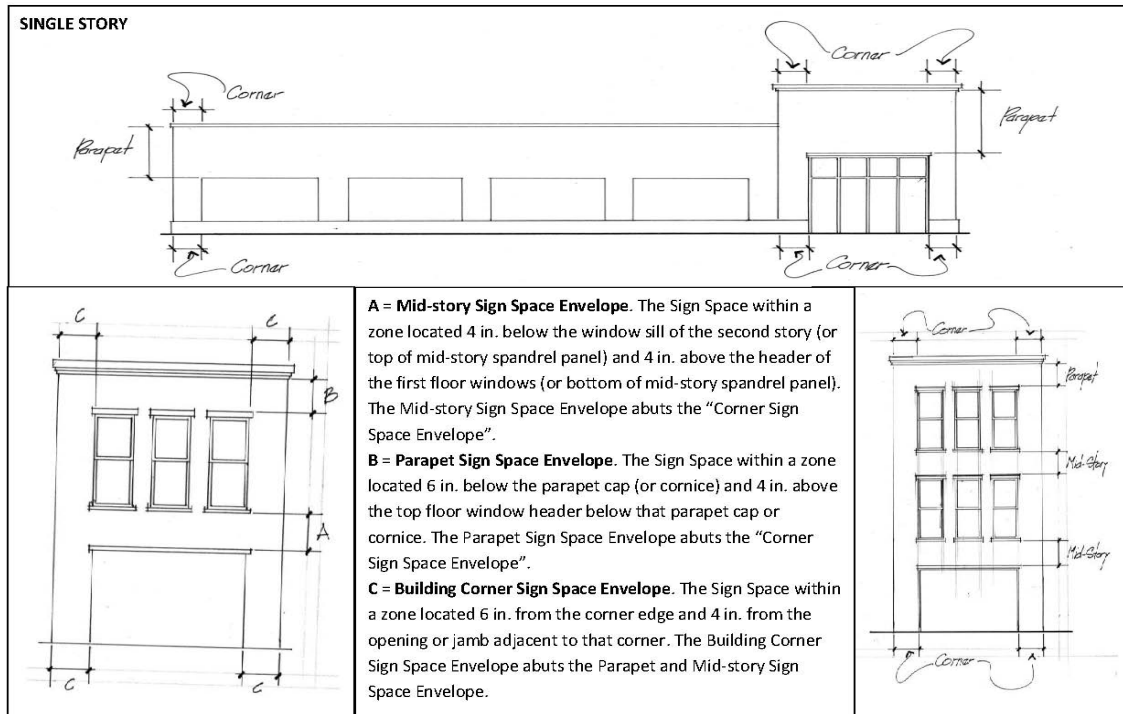 SINGLE STORY
Corner
Corner
Parapet
Parapet
Corner
Corner
C
C
B
A
C
C
A = Mid-story Sign Space Envelope. The Sign Space within a
zone located 4 in. below the window sill of the second story (or
top of mid-story spandrel panel) and 4 in. above the header of
the first floor windows (or bottom of mid-story spandrel panel).
The Mid-story Sign Space Envelope abuts the “Corner Sign
Space Envelope”.
B = Parapet Sign Space Envelope. The Sign Space within a zone
located 6 in. below the parapet cap (or cornice) and 4 in. above
the top floor window header below that parapet cap or
cornice. The Parapet Sign Space Envelope abuts the “Corner
Sign Space Envelope”.
C = Building Corner Sign Space Envelope. The Sign Space within
a zone located 6 in. from the corner edge and 4 in. from the
opening or jamb adjacent to that corner. The Building Corner
Sign Space Envelope abuts the Parapet and Mid-story Sign
Space Envelope.
Corner
Parapet
Mid-Story
Mid-Story
Corner